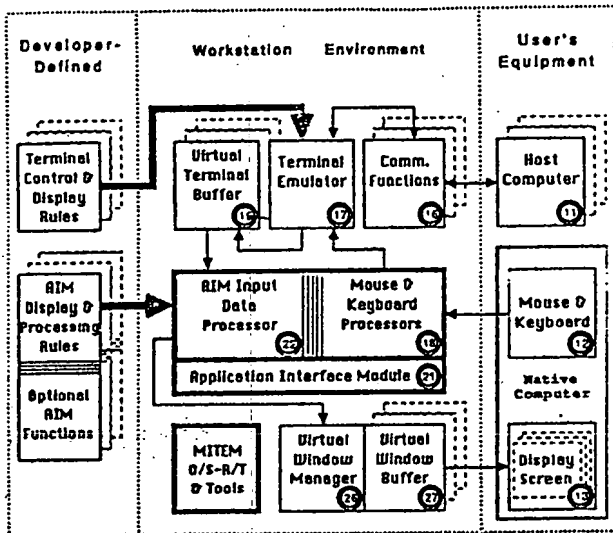 Developer-
Defined
Workstation Environment
User's
Equipment
Terminal
Control &
Display
Rules
Virtual
Terminal
Buffer
15
Terminal
Emulator
17
Comm.
Functions
16
Host
Computer
11
AIM
Display &
Processing
Rules
Optional
AIM
Functions
AIM Input
Data
Processor
22
Mouse &
Keyboard
Processors
18
Application Interface Module 21
Mouse &
Keyboard
12
Native
Computer
MITEM
O/S-R/T
& Tools
Virtual
Window
Manager
26
Virtual
Window
Buffer
27
Display
Screen
13